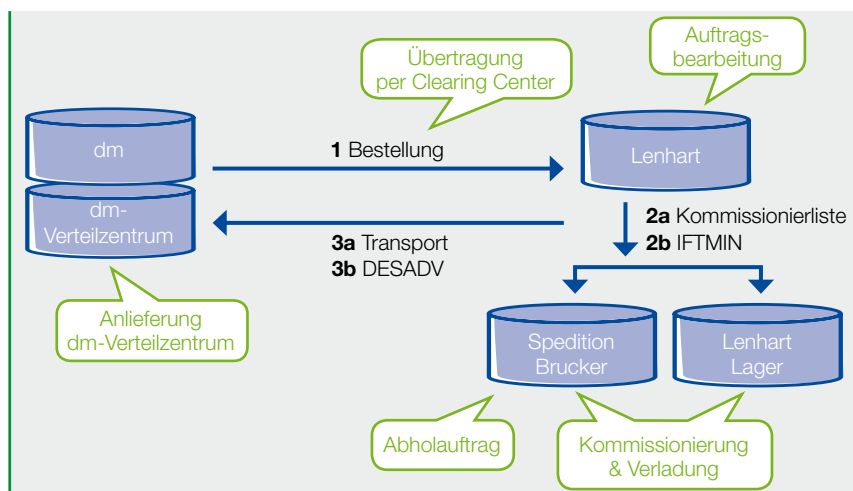 Übertragung
per Clearing Center
Auftrags-
bearbeitung
dm
1 Bestellung
Lenhart
dm-
Verteilzentrum
3a Transport
3b DESADV
2a Kommissionierliste
2b IFTMIN
Anlieferung
dm-Verteilzentrum
Spedition
Brucker
Lenhart
Lager
Abholauftrag
Kommissionierung
& Verladung